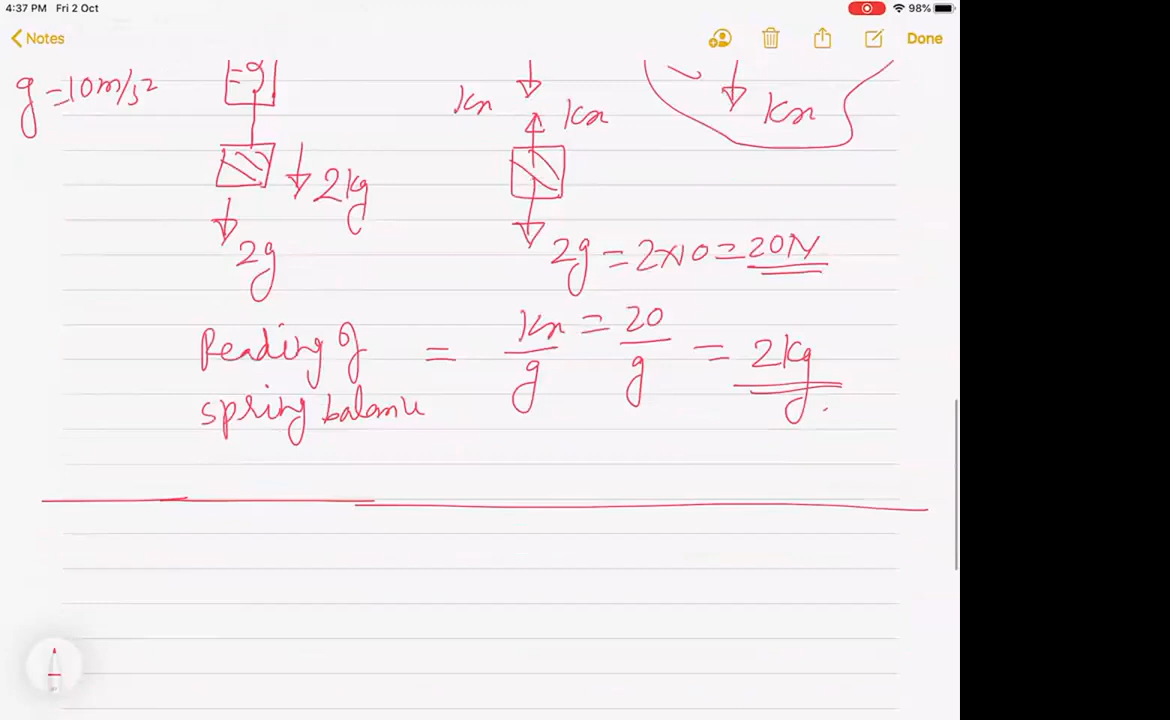 4:37 PM Fri 2 Oct 98%
Notes Done
g=10m/s²
kx kx kx
2kg
2g 2g=2×10=20N
Reading of spring balance = kx/g = 20/g = 2kg